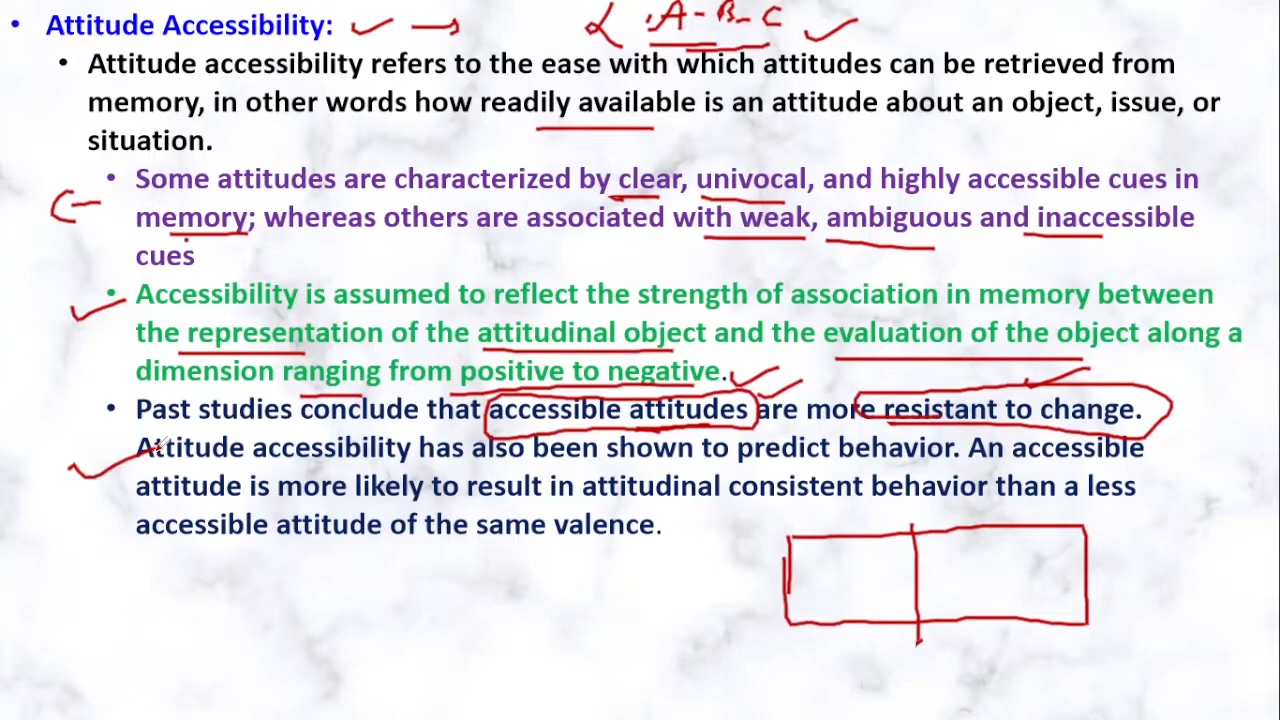 • Attitude Accessibility: A-B-C
• Attitude accessibility refers to the ease with which attitudes can be retrieved from
memory, in other words how readily available is an attitude about an object, issue, or
situation.
• Some attitudes are characterized by clear, univocal, and highly accessible cues in
memory; whereas others are associated with weak, ambiguous and inaccessible
cues
• Accessibility is assumed to reflect the strength of association in memory between
the representation of the attitudinal object and the evaluation of the object along a
dimension ranging from positive to negative.
• Past studies conclude that accessible attitudes are more resistant to change.
Attitude accessibility has also been shown to predict behavior. An accessible
attitude is more likely to result in attitudinal consistent behavior than a less
accessible attitude of the same valence.